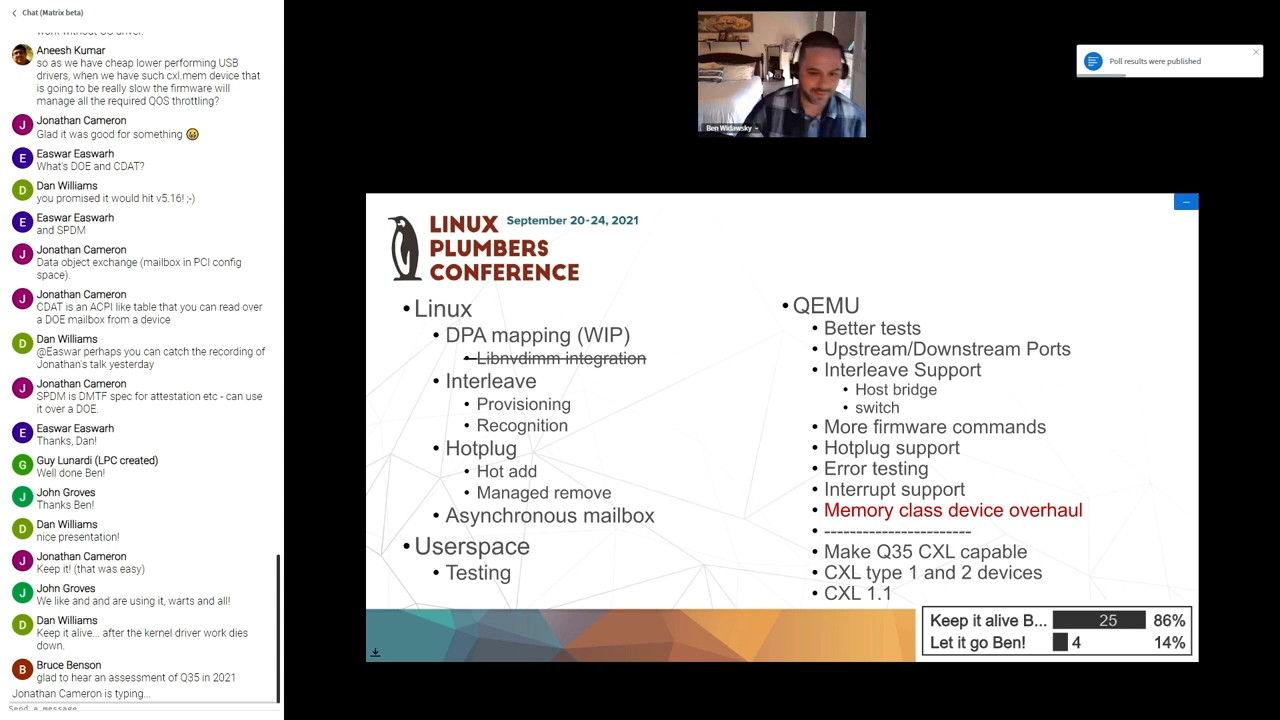 Chat (Matrix beta)
Aneesh Kumar
so as we have cheap lower performing USB
drivers, when we have such cxl.mem device that
is going to be really slow the firmware will
manage all the required QOS throttling?
Jonathan Cameron
Glad it was good for something 😀
Easwar Easwarh
What's DOE and CDAT?
Dan Williams
you promised it would hit v5.16! ;-)
Easwar Easwarh
and SPDM
Jonathan Cameron
Data object exchange (mailbox in PCI config
space).
Jonathan Cameron
CDAT is an ACPI like table that you can read over
a DOE mailbox from a device
Dan Williams
@Easwar perhaps you can catch the recording of
Jonathan's talk yesterday
Jonathan Cameron
SPDM is DMTF spec for attestation etc - can use
it over a DOE.
Easwar Easwarh
Thanks, Dan!
Guy Lunardi (LPC created)
Well done Ben!
John Groves
Thanks Ben!
Dan Williams
nice presentation!
Jonathan Cameron
Keep it! (that was easy)
John Groves
We like and and are using it, warts and all!
Dan Williams
Keep it alive... after the kernel driver work dies
down.
Bruce Benson
glad to hear an assessment of Q35 in 2021
Jonathan Cameron is typing...
Send a message
Ben Widawsky
Poll results were published
LINUX
PLUMBERS
CONFERENCE
September 20-24, 2021
• Linux
• DPA mapping (WIP)
• Libnvdimm integration
• Interleave
• Provisioning
• Recognition
• Hotplug
• Hot add
• Managed remove
• Asynchronous mailbox
• Userspace
• Testing
• QEMU
• Better tests
• Upstream/Downstream Ports
• Interleave Support
• Host bridge
• switch
• More firmware commands
• Hotplug support
• Error testing
• Interrupt support
• Memory class device overhaul
• -----------------------
• Make Q35 CXL capable
• CXL type 1 and 2 devices
• CXL 1.1
Keep it alive B... 25 86%
Let it go Ben! 4 14%